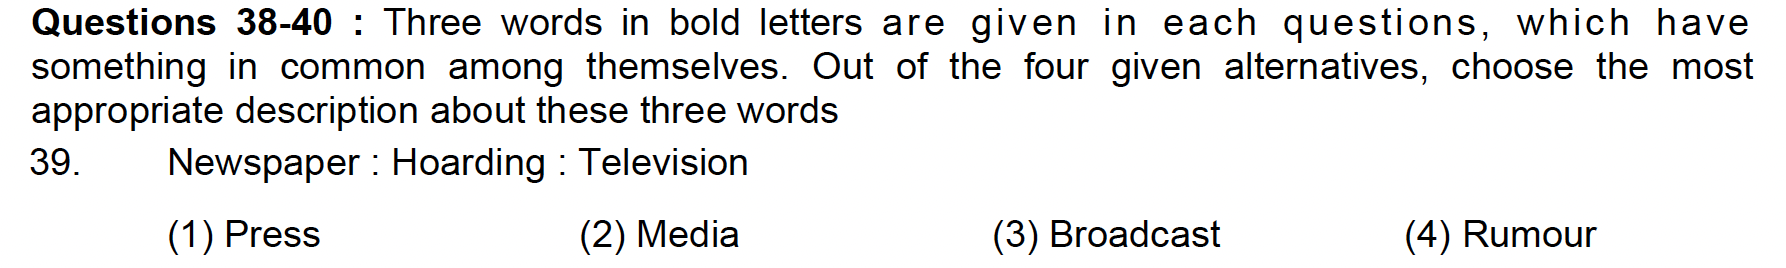 Questions 38-40 : Three words in bold letters are given in each questions, which have
something in common among themselves. Out of the four given alternatives, choose the most
appropriate description about these three words
39. Newspaper : Hoarding : Television
(1) Press (2) Media (3) Broadcast (4) Rumour